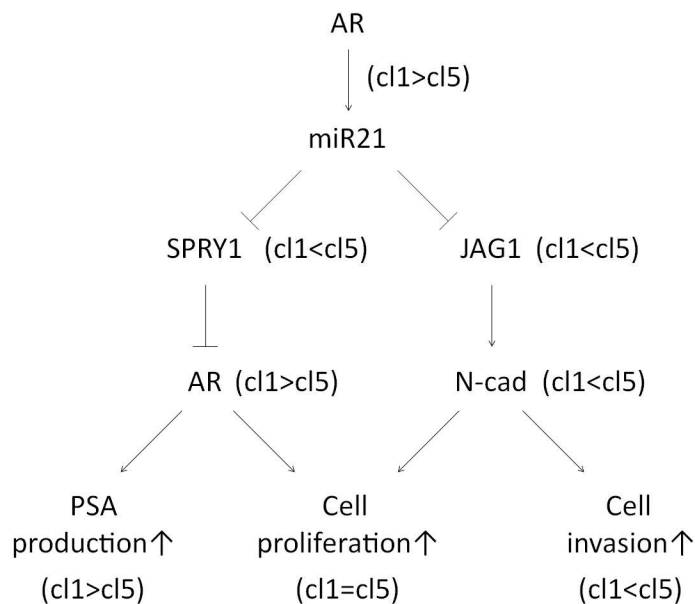 AR
(cl1>cl5)
miR21
SPRY1 (cl1<cl5)
JAG1 (cl1<cl5)
AR (cl1>cl5)
N-cad (cl1<cl5)
PSA
production↑
(cl1>cl5)
Cell
proliferation↑
(cl1=cl5)
Cell
invasion↑
(cl1<cl5)